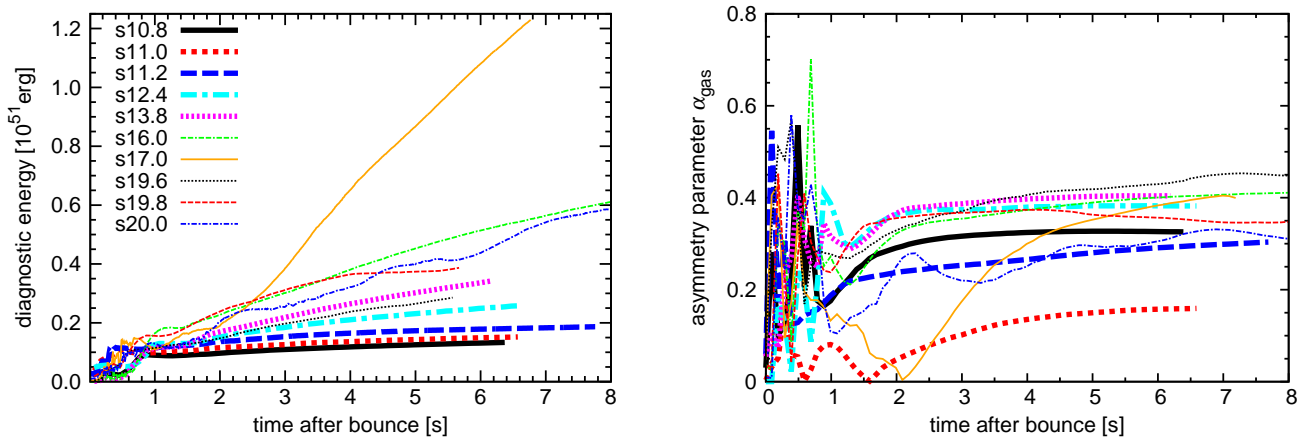 diagnostic energy [10^51 erg]
1.2
1.0
0.8
0.6
0.4
0.2
0.0
s10.8
s11.0
s11.2
s12.4
s13.8
s16.0
s17.0
s19.6
s19.8
s20.0
1 2 3 4 5 6 7 8
time after bounce [s]
asymmetry parameter α_gas
0.8
0.6
0.4
0.2
0
0 1 2 3 4 5 6 7 8
time after bounce [s]